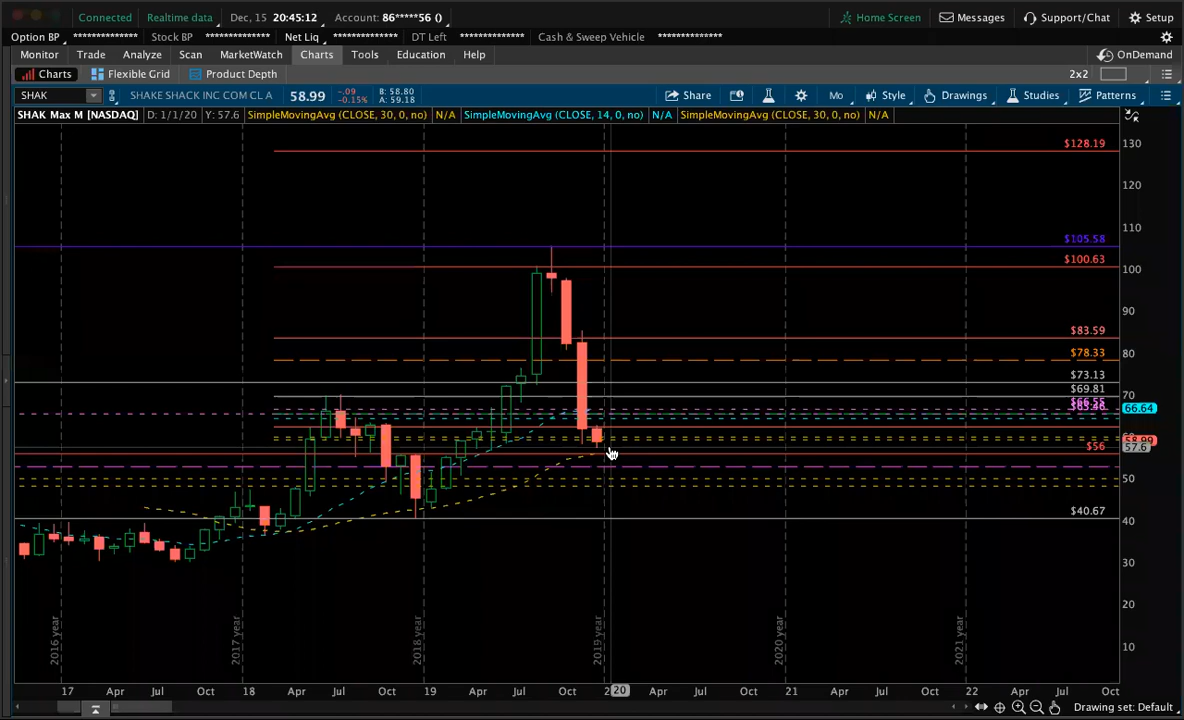 Connected Realtime data Dec, 15 20:45:12 Account: 86*****56 () Home Screen Messages Support/Chat Setup
Option BP ************** Stock BP ************** Net Liq ************** DT Left ************** Cash & Sweep Vehicle **************
Monitor Trade Analyze Scan MarketWatch Charts Tools Education Help OnDemand
Charts Flexible Grid Product Depth 2x2
SHAK SHAKE SHACK INC COM CL A 58.99 -.09 -0.15% B: 58.80 A: 59.18 Share Mo Style Drawings Studies Patterns
SHAK Max M [NASDAQ] D: 1/1/20 Y: 57.6 SimpleMovingAvg (CLOSE, 30, 0, no) N/A SimpleMovingAvg (CLOSE, 14, 0, no) N/A SimpleMovingAvg (CLOSE, 30, 0, no) N/A
$128.19 130
120
110
$105.58
$100.63 100
90
$83.59
80
$78.33
$73.13
70
$69.81
66.64
58.99
57.6
$56
50
$40.67 40
30
20
10
2016 year 2017 year 2018 year 2019 year 2020 year 2021 year
17 Apr Jul Oct 18 Apr Jul Oct 19 Apr Jul Oct 20 Apr Jul Oct 21 Apr Jul Oct 22 Apr Jul Oct
Drawing set: Default